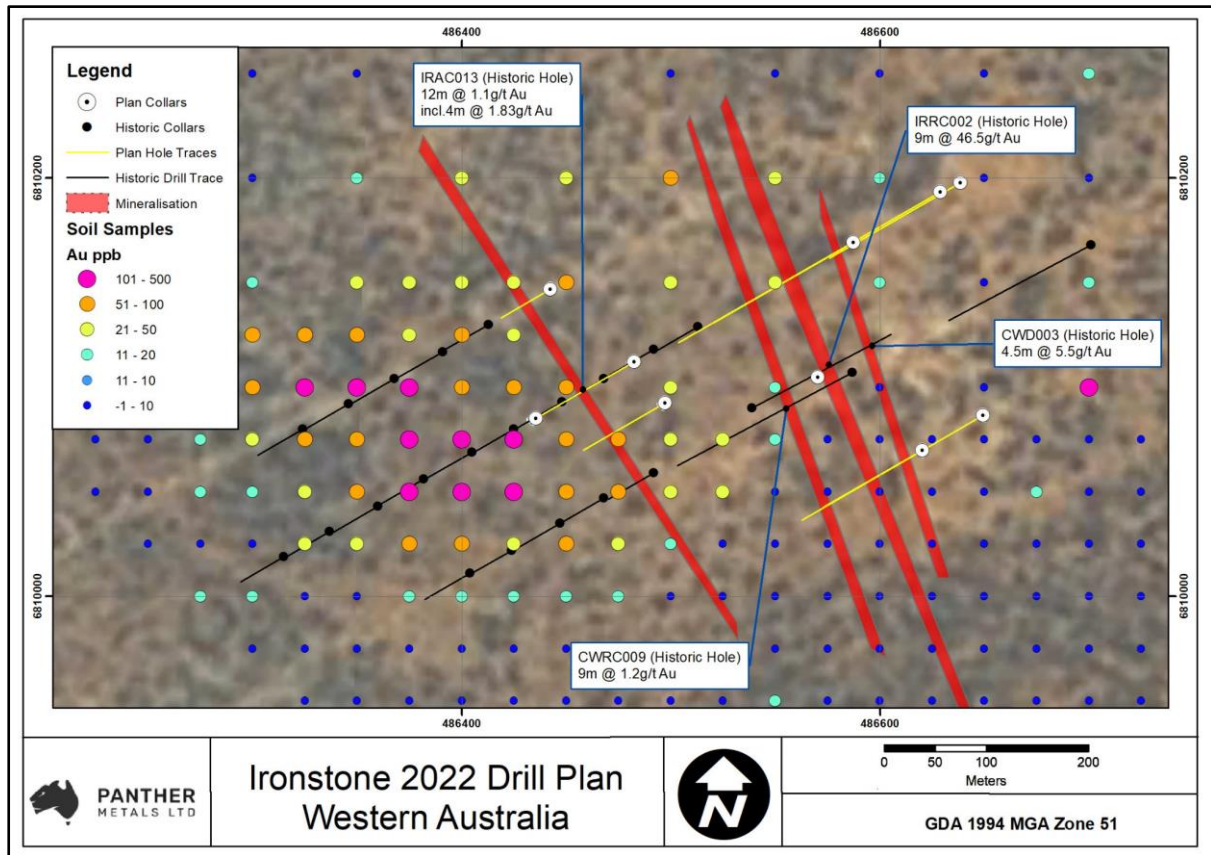 486400
486600
Legend
Plan Collars
Historic Collars
Plan Hole Traces
Historic Drill Trace
Mineralisation
Soil Samples
Au ppb
101 - 500
51 - 100
21 - 50
11 - 20
11 - 10
-1 - 10
IRAC013 (Historic Hole)
12m @ 1.1g/t Au
incl.4m @ 1.83g/t Au
IRRC002 (Historic Hole)
9m @ 46.5g/t Au
6810200
6810200
CWD003 (Historic Hole)
4.5m @ 5.5g/t Au
6810000
6810000
CWRC009 (Historic Hole)
9m @ 1.2g/t Au
486400
486600
PANTHER
METALS LTD
Ironstone 2022 Drill Plan
Western Australia
N
0 50 100 200
Meters
GDA 1994 MGA Zone 51